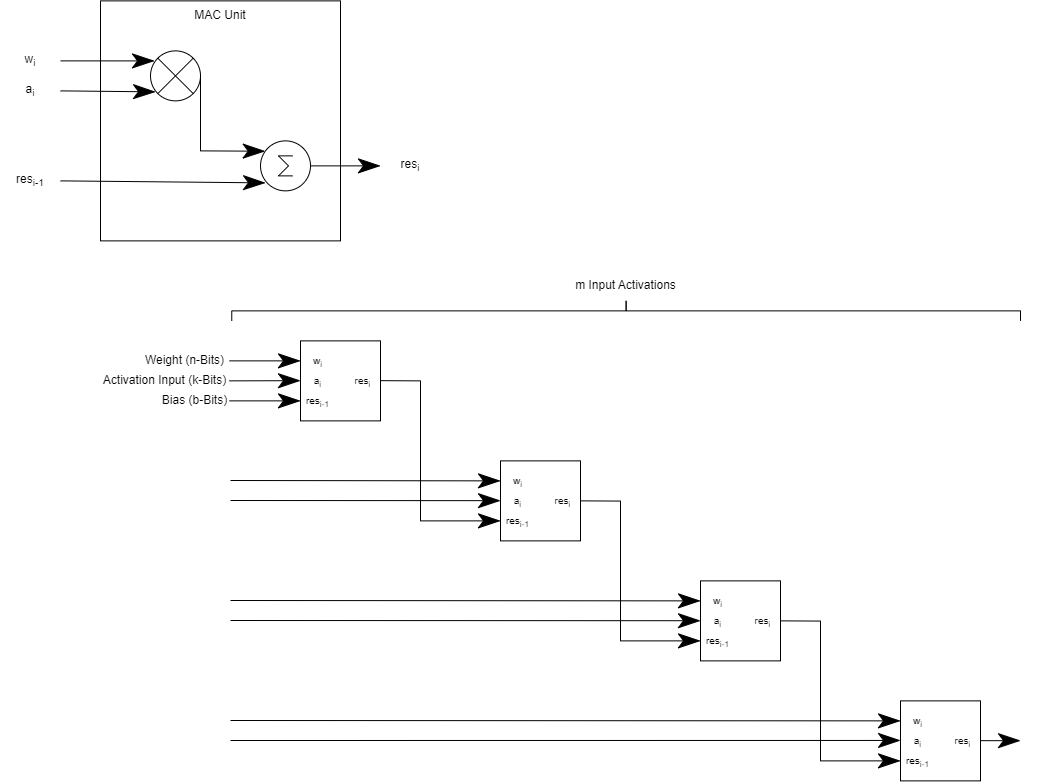 MAC Unit
wᵢ
aᵢ
resᵢ₋₁
Σ
resᵢ
m Input Activations
Weight (n-Bits)
Activation Input (k-Bits)
Bias (b-Bits)
wᵢ
aᵢ resᵢ
resᵢ₋₁
wᵢ
aᵢ resᵢ
resᵢ₋₁
wᵢ
aᵢ resᵢ
resᵢ₋₁
wᵢ
aᵢ resᵢ
resᵢ₋₁